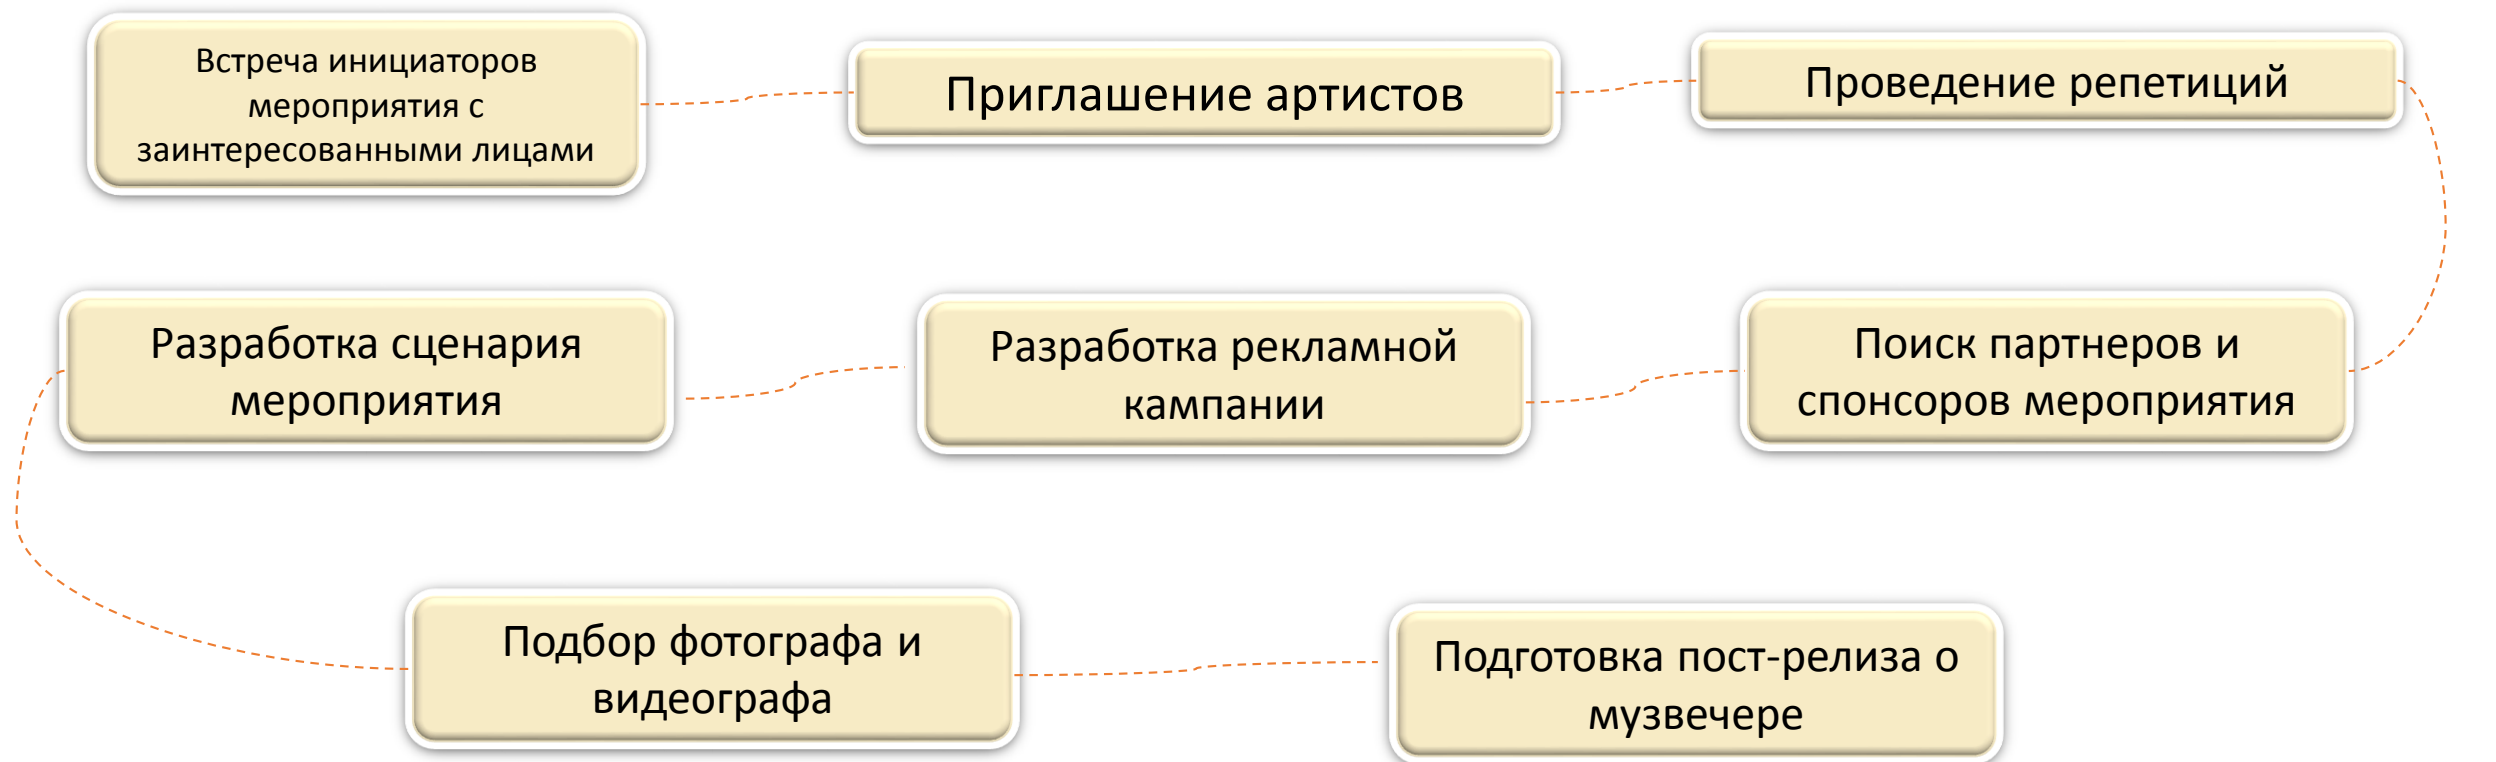 Встреча инициаторов
мероприятия с
заинтересованными лицами
Приглашение артистов
Проведение репетиций
Поиск партнеров и
спонсоров мероприятия
Разработка рекламной
кампании
Разработка сценария
мероприятия
Подбор фотографа и
видеографа
Подготовка пост-релиза о
музвечере